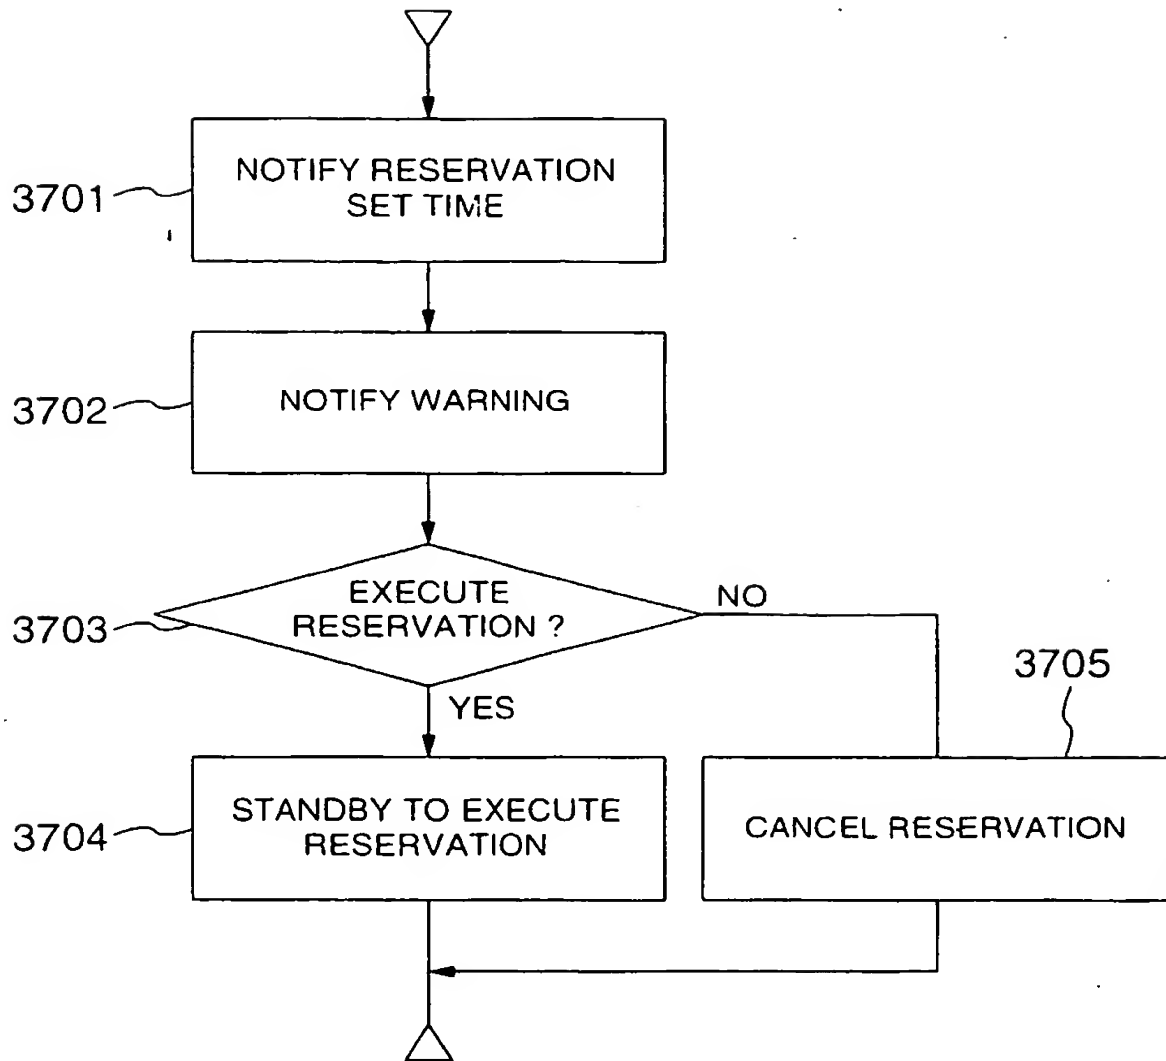 NOTIFY RESERVATION
SET TIME
3701
NOTIFY WARNING
3702
EXECUTE
RESERVATION ?
NO
3703
YES
3705
STANDBY TO EXECUTE
RESERVATION
3704
CANCEL RESERVATION